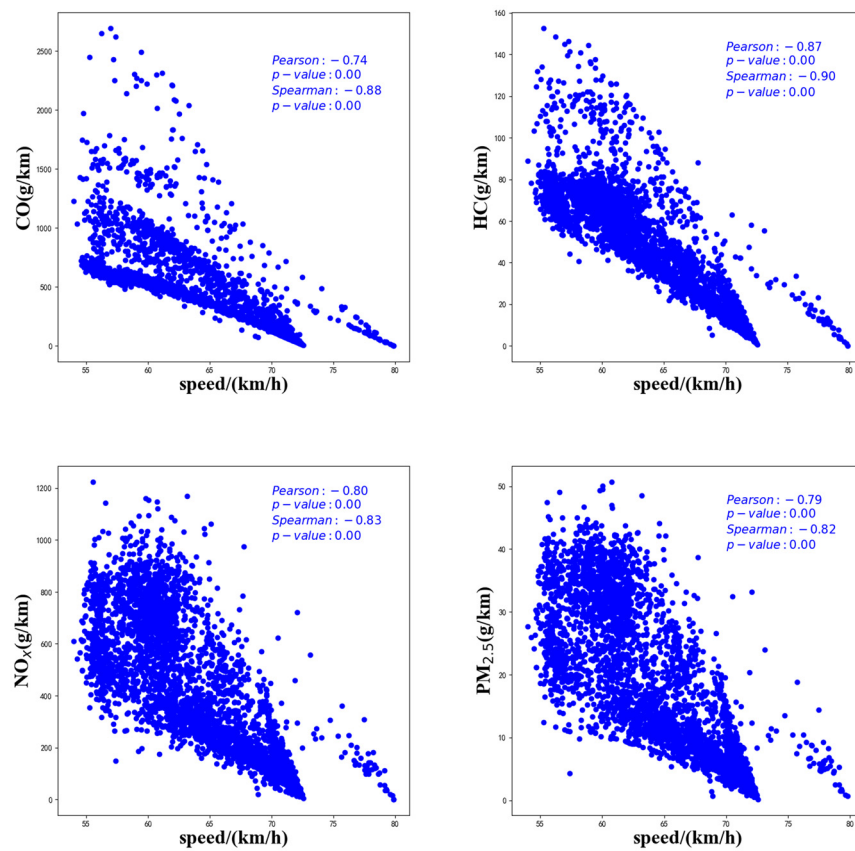 2500
2000
1500
1000
500
0
CO(g/km)
Pearson: −0.74
p − value: 0.00
Spearman: −0.88
p − value: 0.00
55 60 65 70 75 80
speed/(km/h)
160
140
120
100
80
60
40
20
0
HC(g/km)
Pearson: −0.87
p − value: 0.00
Spearman: −0.90
p − value: 0.00
55 60 65 70 75 80
speed/(km/h)
1200
1000
800
600
400
200
0
NOₓ(g/km)
Pearson: −0.80
p − value: 0.00
Spearman: −0.83
p − value: 0.00
55 60 65 70 75 80
speed/(km/h)
50
40
30
20
10
0
PM₂.₅(g/km)
Pearson: −0.79
p − value: 0.00
Spearman: −0.82
p − value: 0.00
55 60 65 70 75 80
speed/(km/h)